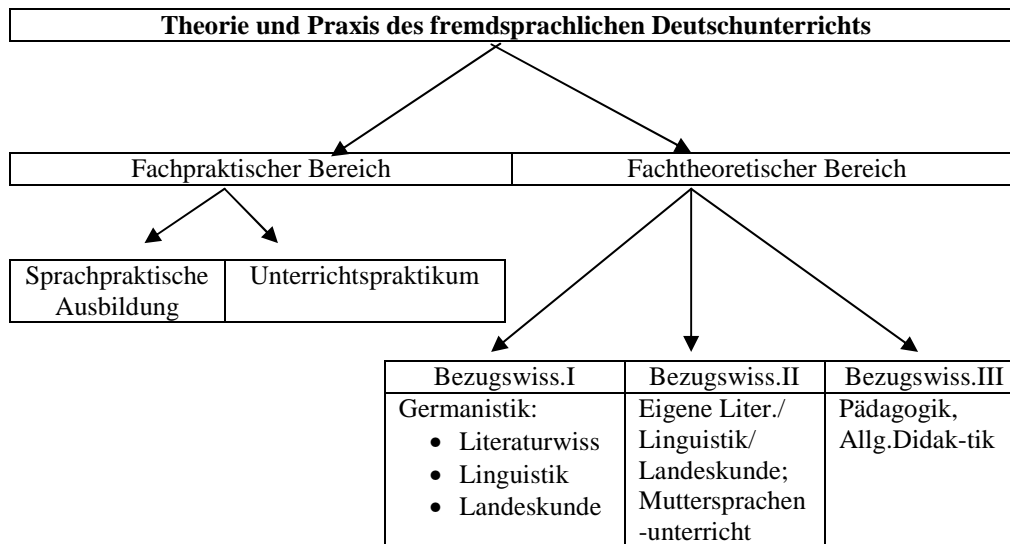 Theorie und Praxis des fremdsprachlichen Deutschunterrichts
Fachpraktischer Bereich
Fachtheoretischer Bereich
Sprachpraktische
Ausbildung
Unterrichtspraktikum
Bezugswiss.I
Germanistik:
• Literaturwiss
• Linguistik
• Landeskunde
Bezugswiss.II
Eigene Liter./
Linguistik/
Landeskunde;
Muttersprachen
-unterricht
Bezugswiss.III
Pädagogik,
Allg.Didak-tik